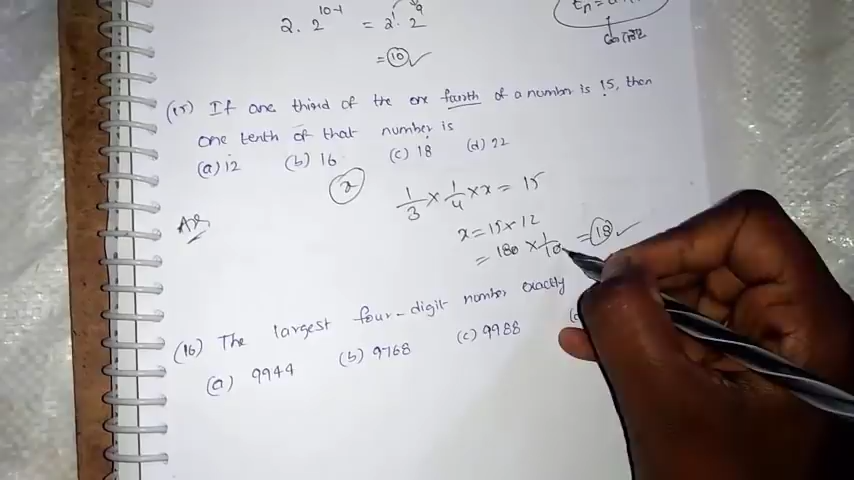 2. 2^10-1 = 2^1. 2^9
= 10 ✓
(15) If one third of the one fourth of a number is 15, then
one tenth of that number is
(a) 12 (b) 16 (c) 18 (d) 22
x
1/3 × 1/4 × x = 15
Ans
x = 15 × 12
= 180 × 1/10 = 18 ✓
(16) The largest four-digit number exactly
(a) 9944 (b) 9768 (c) 9988